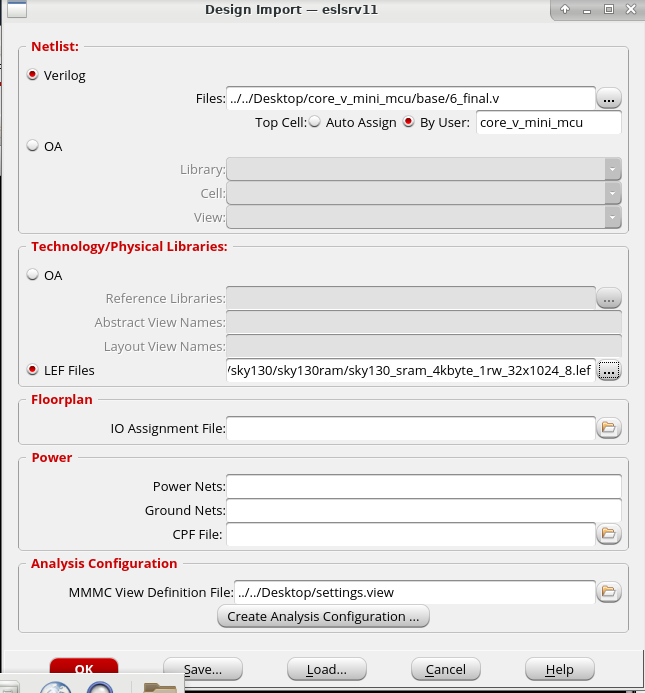 Design Import — eslsrv11
Netlist:
Verilog
Files: ../../Desktop/core_v_mini_mcu/base/6_final.v ...
Top Cell: Auto Assign By User: core_v_mini_mcu
OA
Library:
Cell:
View:
Technology/Physical Libraries:
OA
Reference Libraries: ...
Abstract View Names:
Layout View Names:
LEF Files /sky130/sky130ram/sky130_sram_4kbyte_1rw_32x1024_8.lef ...
Floorplan
IO Assignment File:
Power
Power Nets:
Ground Nets:
CPF File:
Analysis Configuration
MMMC View Definition File: ../../Desktop/settings.view
Create Analysis Configuration ...
OK Save... Load... Cancel Help